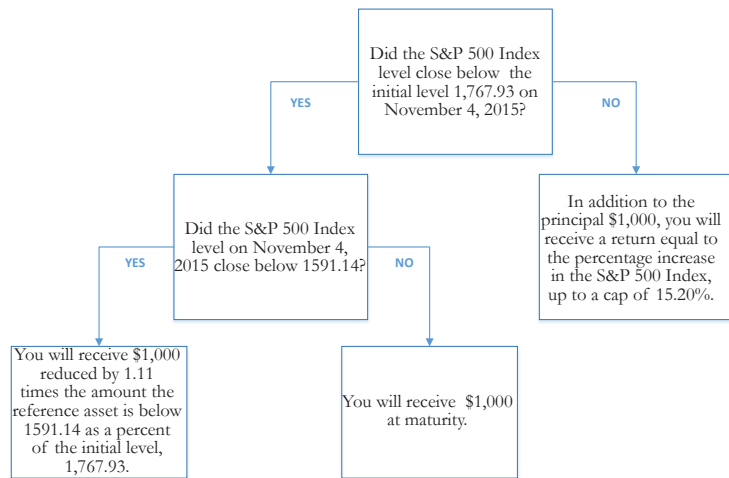 Did the S&P 500 Index
level close below the
initial level 1,767.93 on
November 4, 2015?
YES
NO
Did the S&P 500 Index
level on November 4,
2015 close below 1591.14?
In addition to the
principal $1,000, you will
receive a return equal to
the percentage increase
in the S&P 500 Index,
up to a cap of 15.20%.
YES
NO
You will receive $1,000
reduced by 1.11
times the amount the
reference asset is below
1591.14 as a percent
of the initial level,
1,767.93.
You will receive $1,000
at maturity.